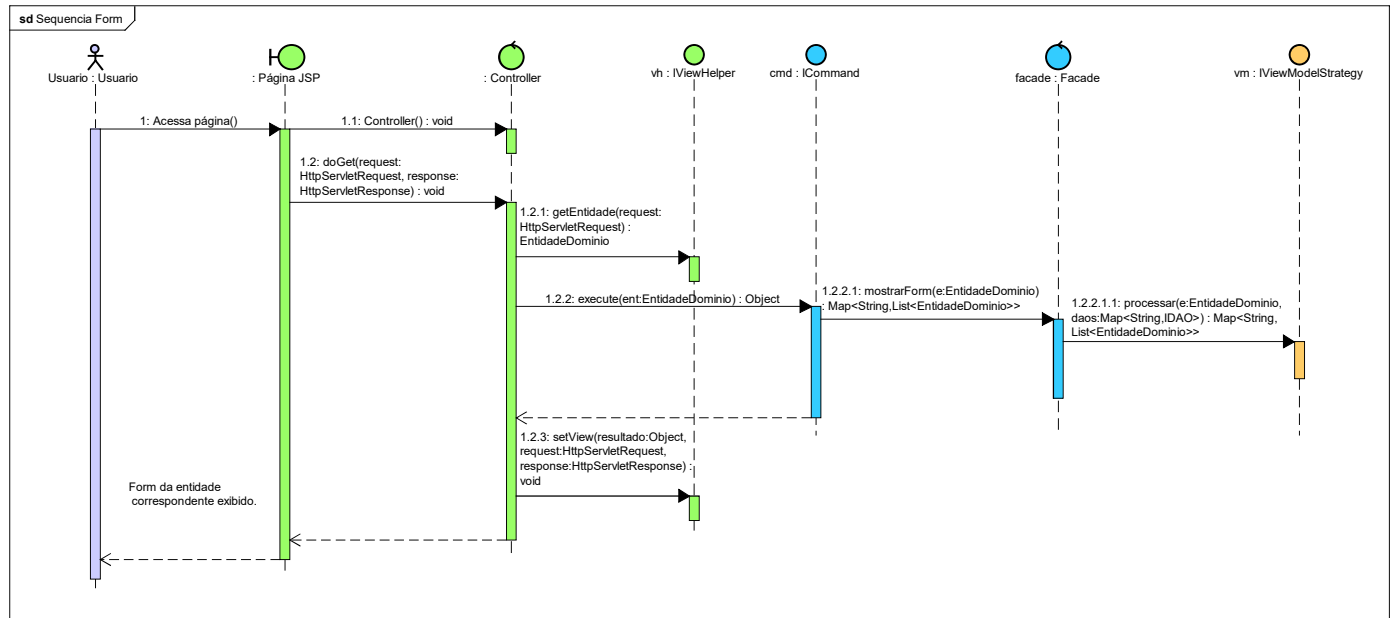 sd Sequencia Form
Usuario : Usuario
: Página JSP
: Controller
vh : IViewHelper
cmd : ICommand
facade : Facade
vm : IViewModelStrategy
1: Acessa página()
1.1: Controller() : void
1.2: doGet(request:
HttpServletRequest, response:
HttpServletResponse) : void
1.2.1: getEntidade(request:
HttpServletRequest) :
EntidadeDominio
1.2.2: execute(ent:EntidadeDominio) : Object
1.2.2.1: mostrarForm(e:EntidadeDominio)
: Map<String,List<EntidadeDominio>>
1.2.2.1.1: processar(e:EntidadeDominio,
daos:Map<String,IDAO>) : Map<String,
List<EntidadeDominio>>
1.2.3: setView(resultado:Object,
request:HttpServletRequest,
response:HttpServletResponse) :
void
Form da entidade
correspondente exibido.